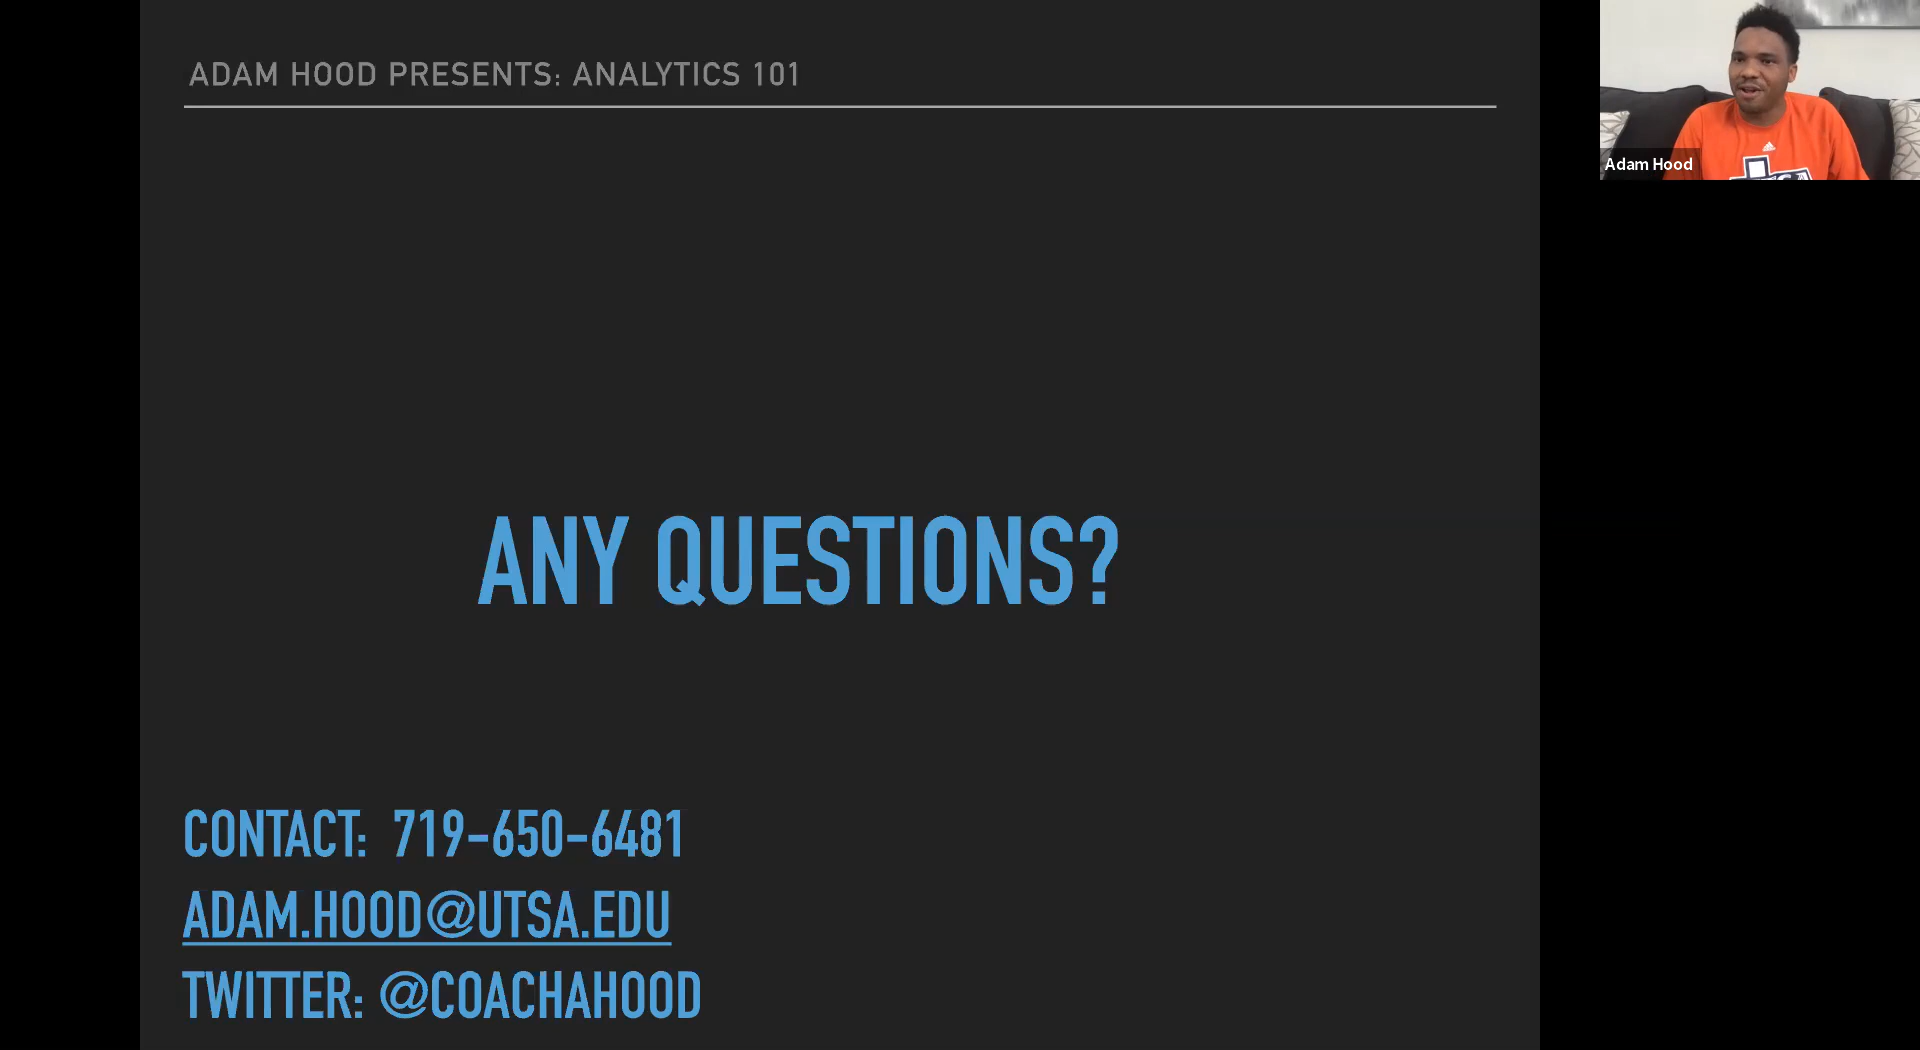 ADAM HOOD PRESENTS: ANALYTICS 101
Adam Hood
ANY QUESTIONS?
CONTACT: 719-650-6481
ADAM.HOOD@UTSA.EDU
TWITTER: @COACHAHOOD